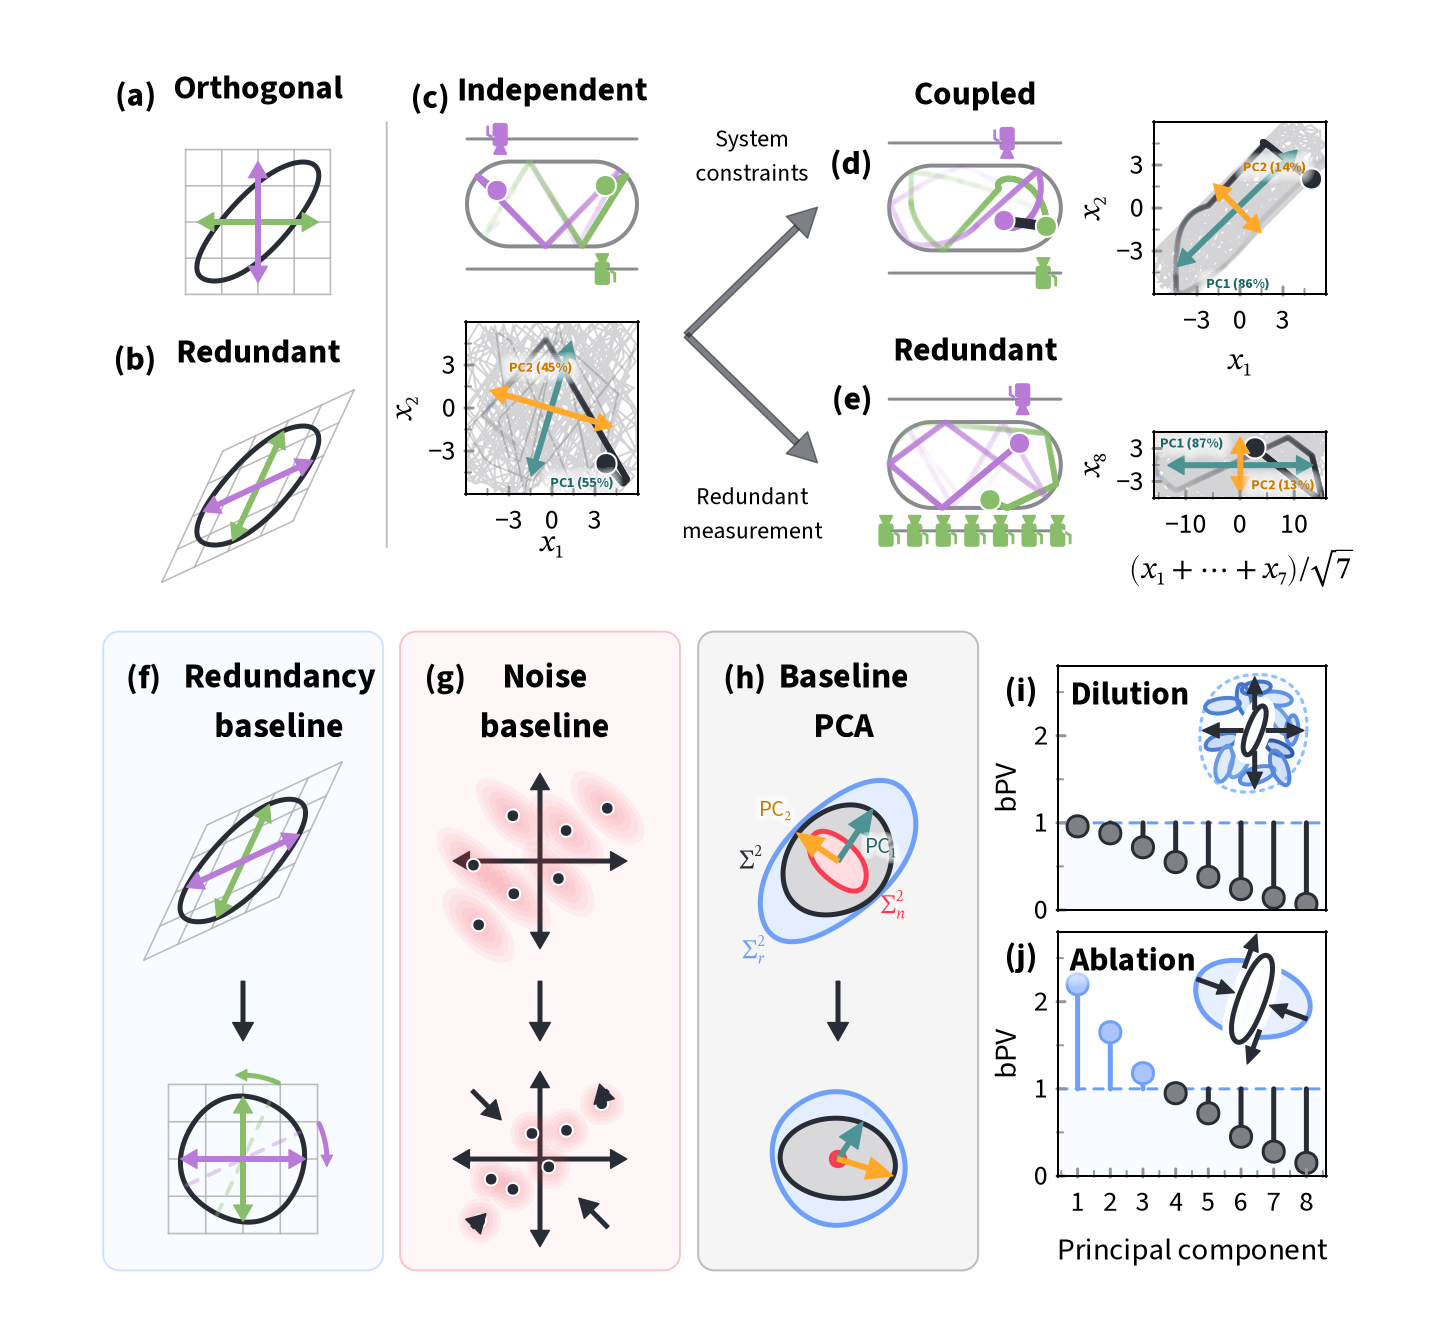 (a) Orthogonal
(b) Redundant
(c) Independent
x₂
3
0
−3
PC2 (45%)
PC1 (55%)
−3 0 3
x₁
System
constraints
Redundant
measurement
Coupled
(d)
x₂
3
0
−3
PC2 (14%)
PC1 (86%)
−3 0 3
x₁
Redundant
(e)
x₈
3
−3
PC1 (87%)
PC2 (13%)
−10 0 10
(x₁ + ⋯ + x₇)/√7
(f) Redundancy
baseline
(g) Noise
baseline
(h) Baseline
PCA
PC₂
PC₁
Σ²
Σ²ₙ
Σ²ᵣ
(i) Dilution
bPV
2
1
0
(j) Ablation
bPV
2
1
0
1 2 3 4 5 6 7 8
Principal component